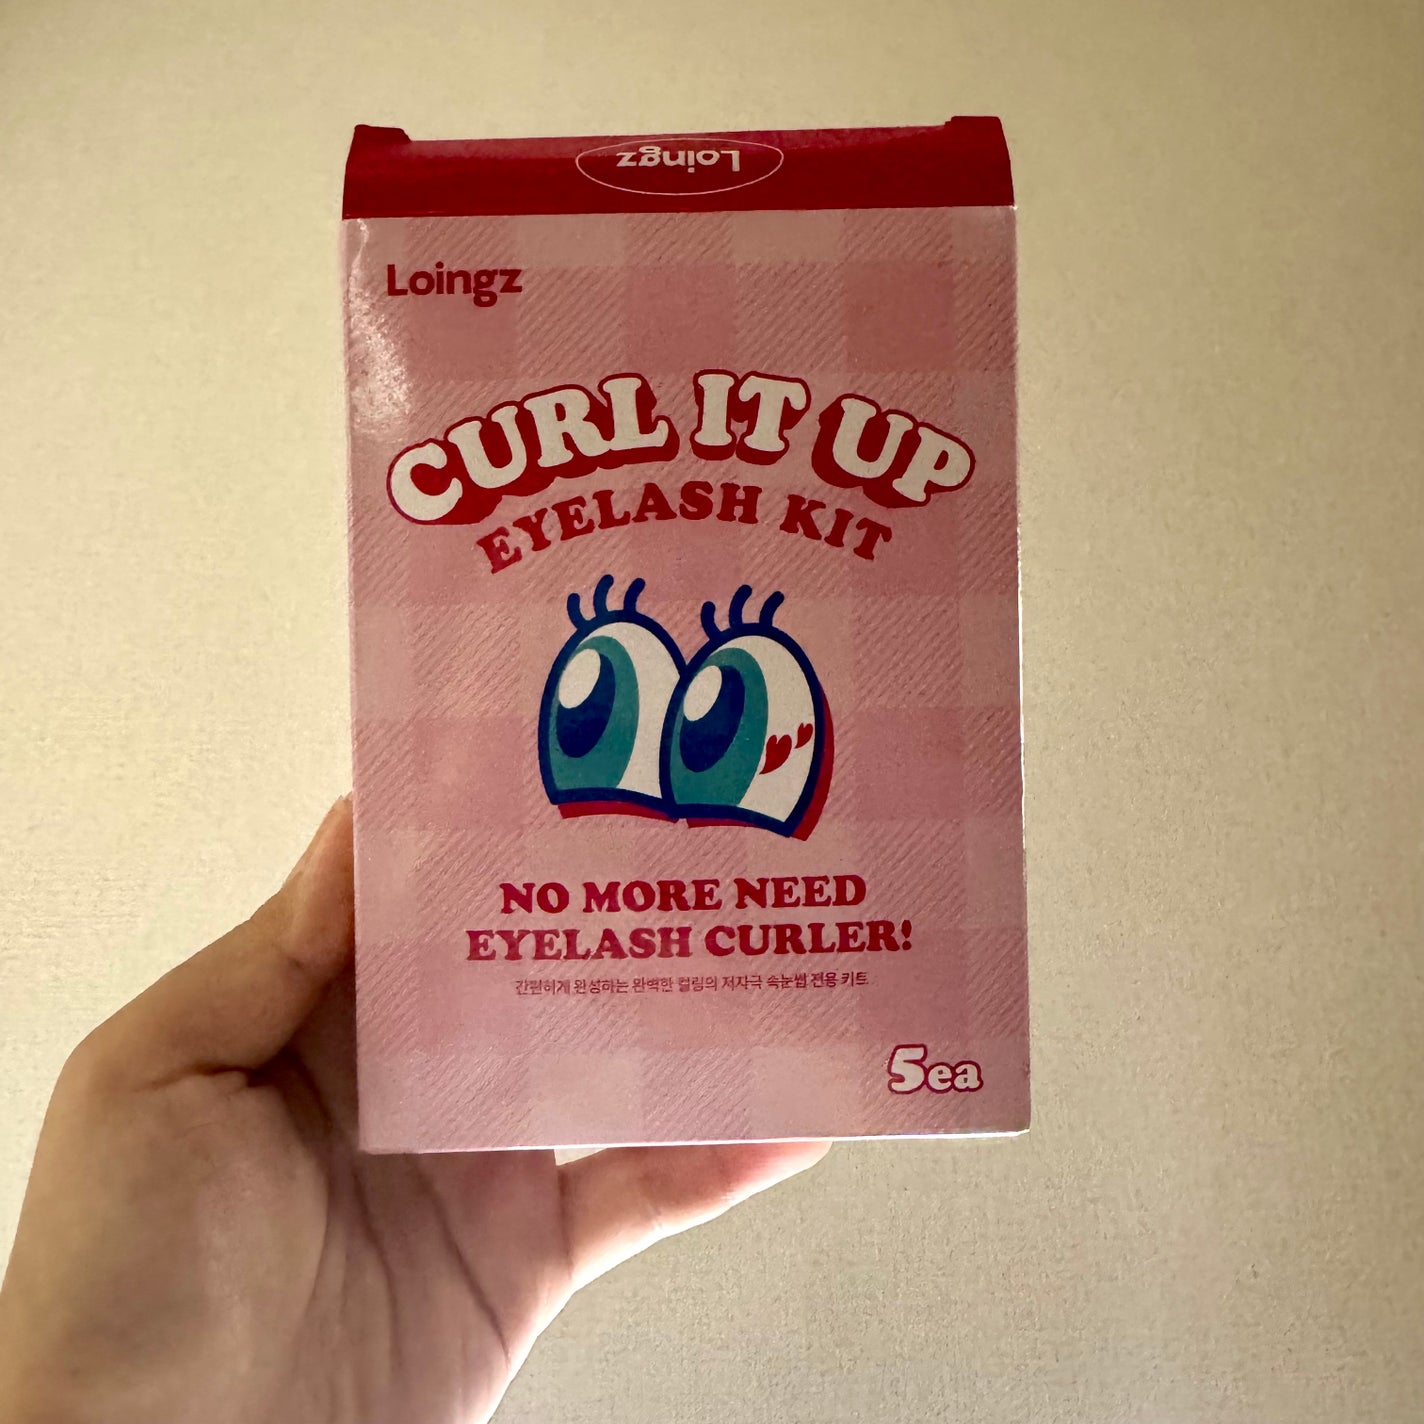 Loingz
Loingz
CURL IT UP
EYELASH KIT
NO MORE NEED
EYELASH CURLER!
간편하게 완성하는 완벽한 컬링의 저자극 속눈썹 전용 키트
5ea